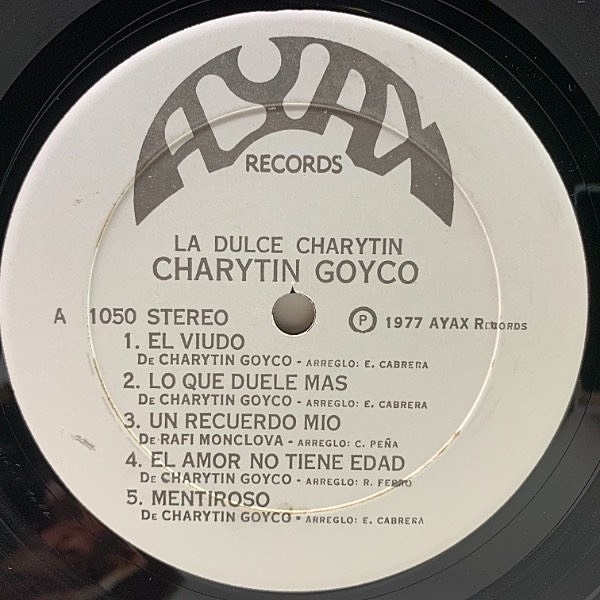 AYAX
RECORDS
LA DULCE CHARYTIN
CHARYTIN GOYCO
A 1050 STEREO
Ⓟ 1977 AYAX RECORDS
1. EL VIUDO
DE CHARYTIN GOYCO - ARREGLO: E. CABRERA
2. LO QUE DUELE MAS
DE CHARYTIN GOYCO - ARREGLO: E. CABRERA
3. UN RECUERDO MIO
DE RAFI MONCLOVA - ARREGLO: C. PEÑA
4. EL AMOR NO TIENE EDAD
DE CHARYTIN GOYCO - ARREGLO: R. FERRO
5. MENTIROSO
DE CHARYTIN GOYCO - ARREGLO: E. CABRERA